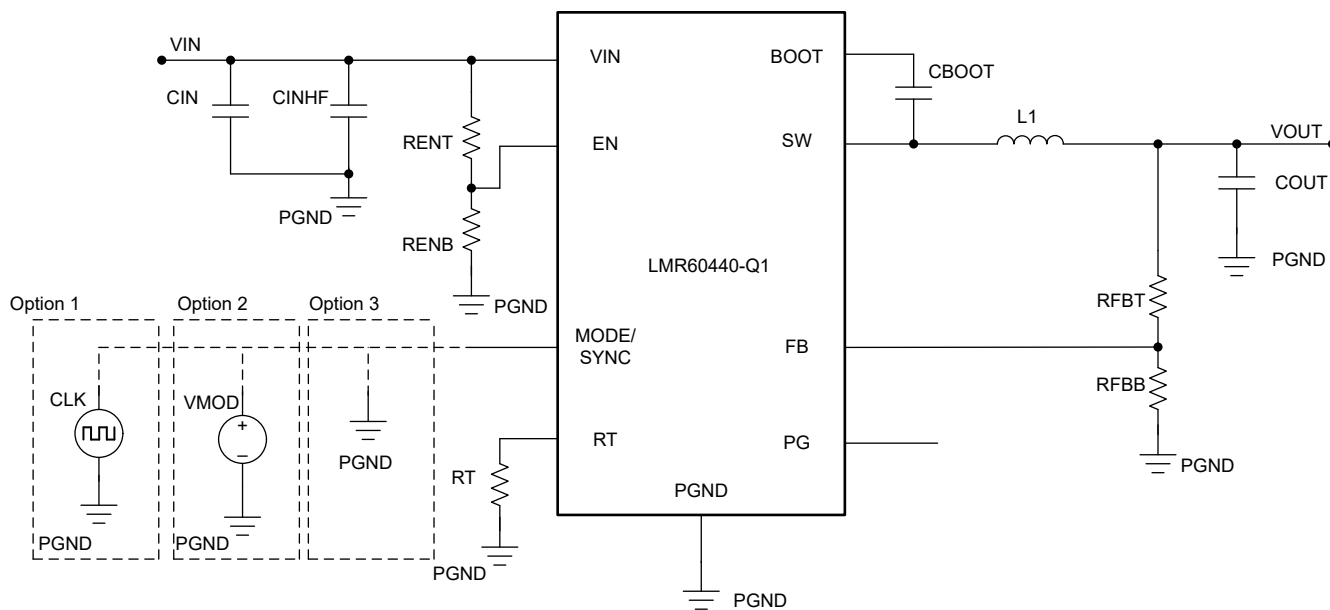 VIN
CIN
CINHF
PGND
RENT
RENB
PGND
VIN
EN
MODE/
SYNC
RT
BOOT
SW
FB
PG
LMR60440-Q1
PGND
PGND
CBOOT
L1
VOUT
COUT
PGND
RFBT
RFBB
PGND
Option 1
Option 2
Option 3
CLK
PGND
VMOD
PGND
PGND
RT
PGND